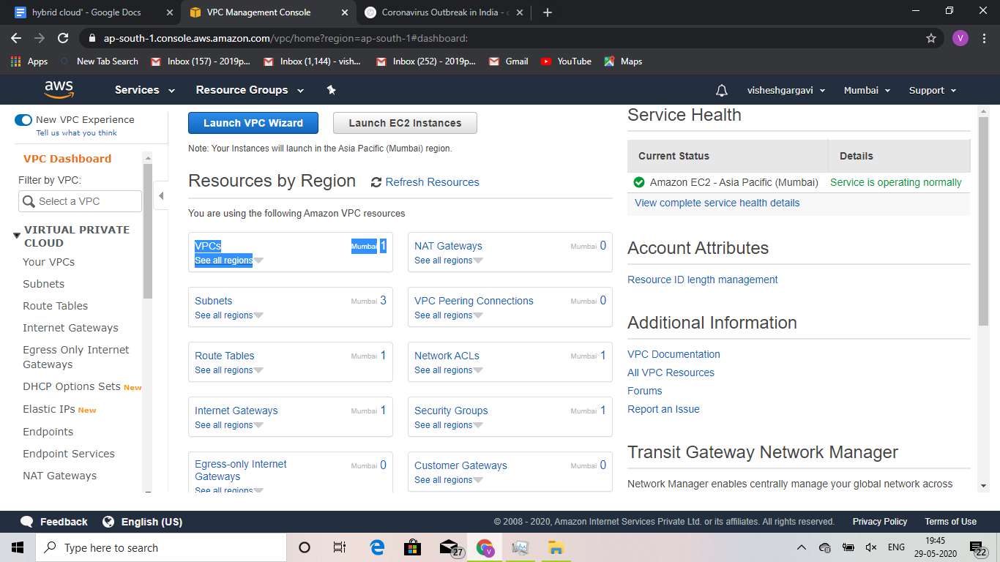 hybrid cloud' - Google Docs
VPC Management Console
Coronavirus Outbreak in India - c
ap-south-1.console.aws.amazon.com/vpc/home?region=ap-south-1#dashboard:
V
Apps
New Tab Search
Inbox (157) - 2019p...
Inbox (1,144) - vish...
Inbox (252) - 2019p...
Gmail
YouTube
Maps
aws
Services
Resource Groups
visheshgargavi
Mumbai
Support
New VPC Experience
Tell us what you think
VPC Dashboard
Filter by VPC:
Select a VPC
VIRTUAL PRIVATE
CLOUD
Your VPCs
Subnets
Route Tables
Internet Gateways
Egress Only Internet
Gateways
DHCP Options Sets New
Elastic IPs New
Endpoints
Endpoint Services
NAT Gateways
Launch VPC Wizard
Launch EC2 Instances
Note: Your Instances will launch in the Asia Pacific (Mumbai) region.
Resources by Region
Refresh Resources
You are using the following Amazon VPC resources
VPCs Mumbai 1
See all regions
NAT Gateways Mumbai 0
See all regions
Subnets Mumbai 3
See all regions
VPC Peering Connections Mumbai 0
See all regions
Route Tables Mumbai 1
See all regions
Network ACLs Mumbai 1
See all regions
Internet Gateways Mumbai 1
See all regions
Security Groups Mumbai 1
See all regions
Egress-only Internet Mumbai 0
Gateways
See all regions
Customer Gateways Mumbai 0
See all regions
Service Health
Current Status Details
Amazon EC2 - Asia Pacific (Mumbai) Service is operating normally
View complete service health details
Account Attributes
Resource ID length management
Additional Information
VPC Documentation
All VPC Resources
Forums
Report an Issue
Transit Gateway Network Manager
Network Manager enables centrally manage your global network across
Feedback
English (US)
© 2008 - 2020, Amazon Internet Services Private Ltd. or its affiliates. All rights reserved.
Privacy Policy
Terms of Use
Type here to search
27
V
ENG
19:45
29-05-2020
22